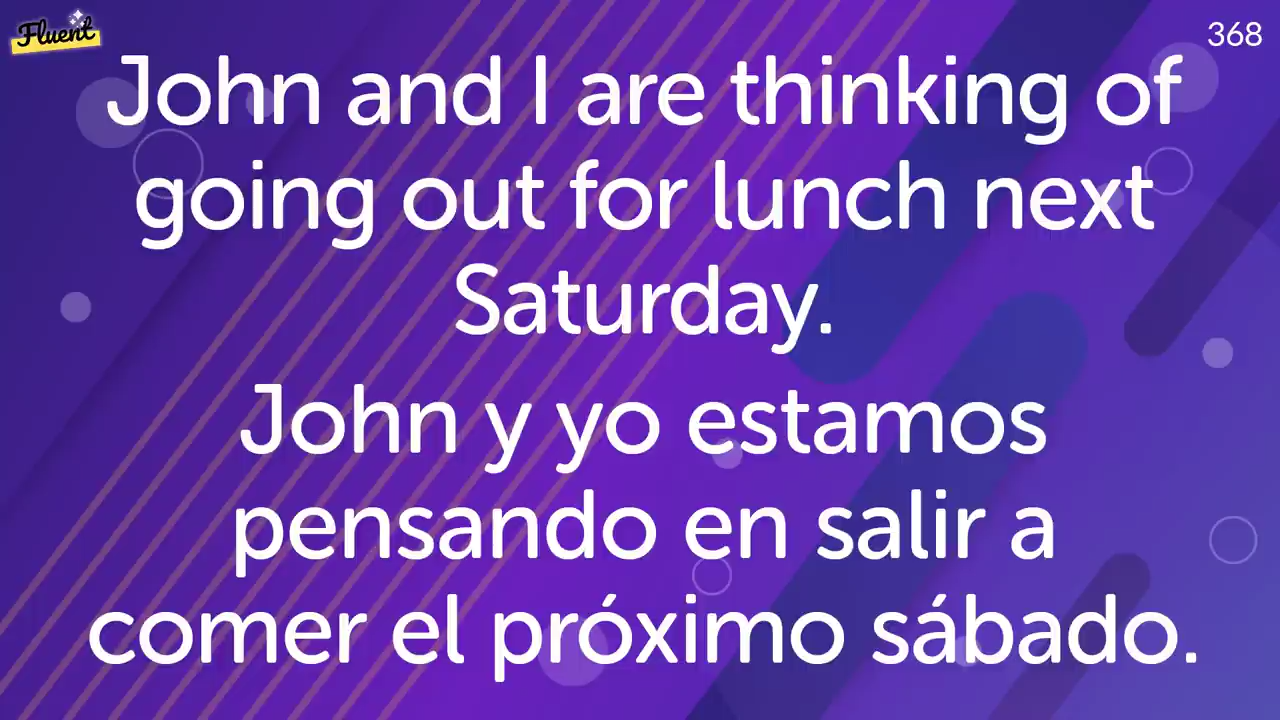 Fluent
368
John and I are thinking of
going out for lunch next
Saturday.
John y yo estamos
pensando en salir a
comer el próximo sábado.